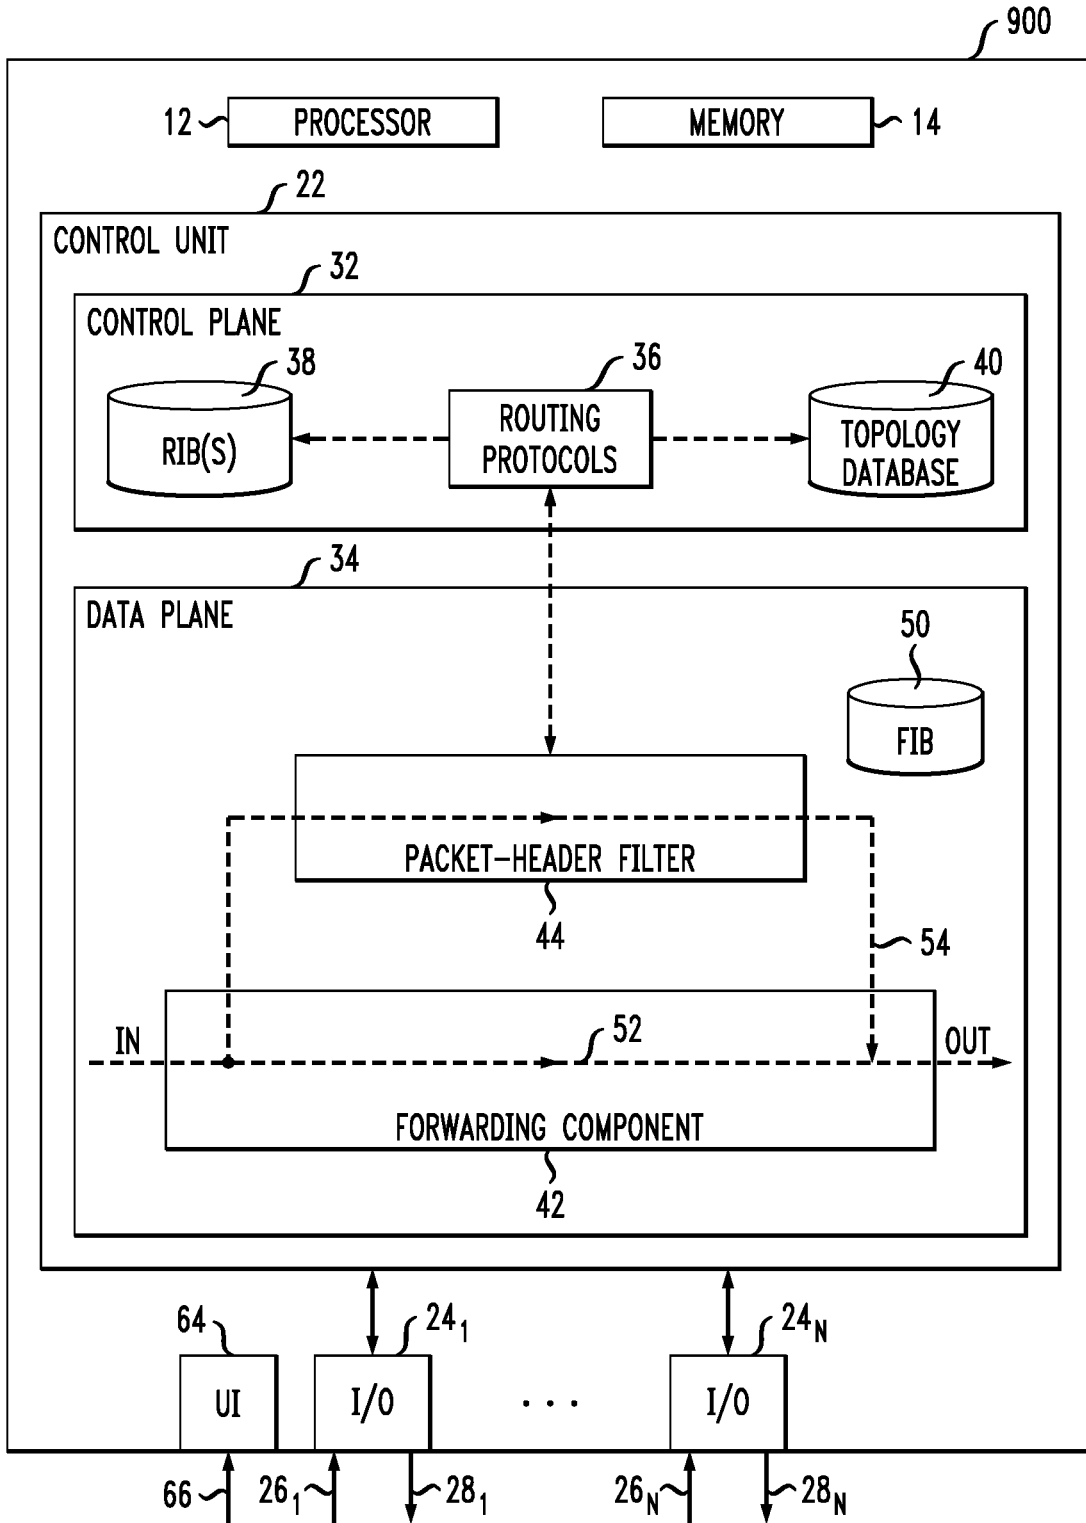 900
12
PROCESSOR
MEMORY
14
22
CONTROL UNIT
32
CONTROL PLANE
38
36
40
RIB(S)
ROUTING
PROTOCOLS
TOPOLOGY
DATABASE
34
DATA PLANE
50
FIB
PACKET-HEADER FILTER
44
54
IN
52
OUT
FORWARDING COMPONENT
42
64
24₁
24N
UI
I/O
. . .
I/O
66
26₁
28₁
26N
28N